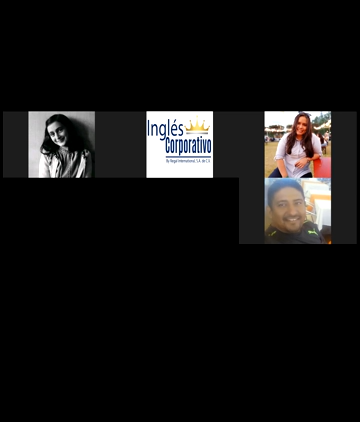 Inglés
Corporativo
By Regal International, S.A. de C.V.